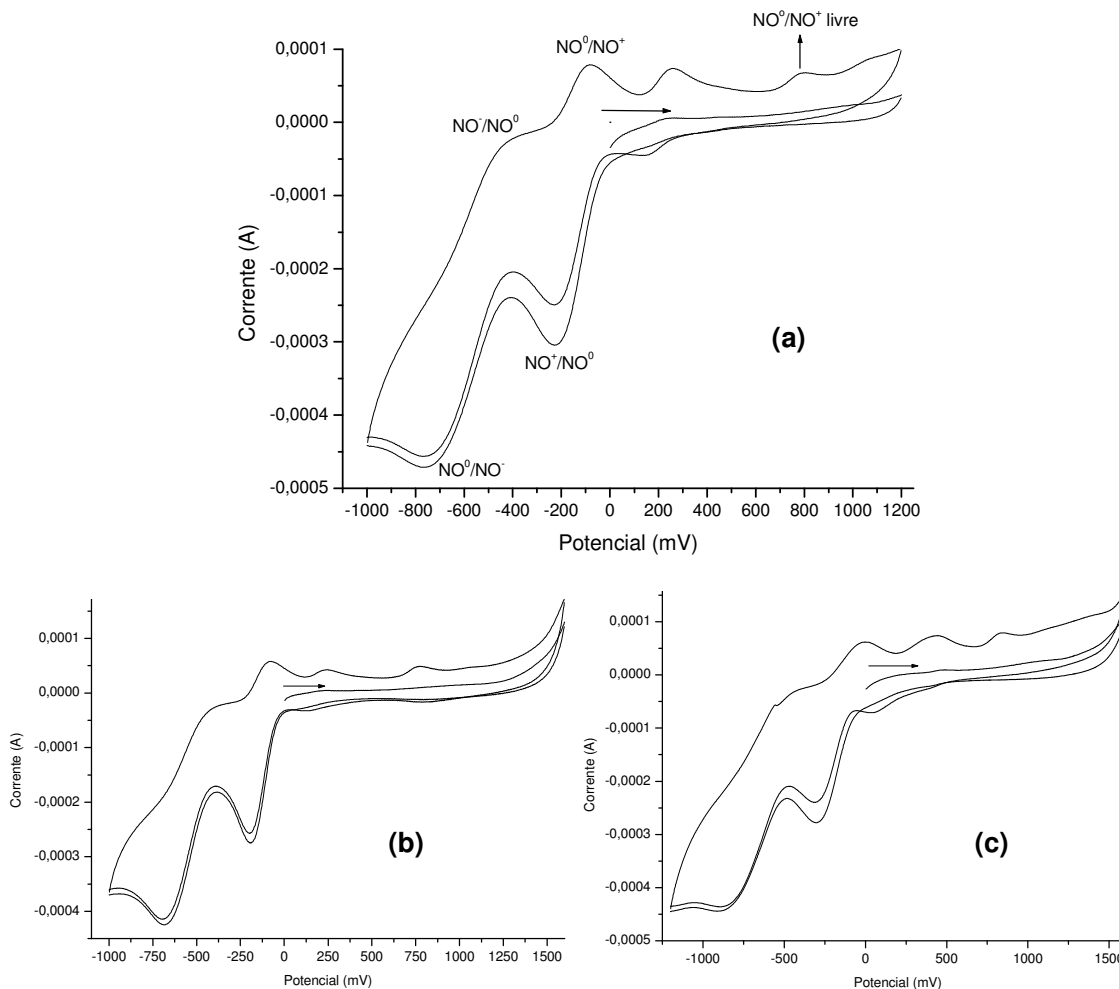 NO⁰/NO⁺ livre
NO⁰/NO⁺
NO⁻/NO⁰
NO⁺/NO⁰
NO⁰/NO⁻
(a)
0,0001
0,0000
-0,0001
-0,0002
-0,0003
-0,0004
-0,0005
Corrente (A)
-1000 -800 -600 -400 -200 0 200 400 600 800 1000 1200
Potencial (mV)
0,0001
0,0000
-0,0001
-0,0002
-0,0003
-0,0004
Corrente (A)
(b)
-1000 -750 -500 -250 0 250 500 750 1000 1250 1500
Potencial (mV)
0,0001
0,0000
-0,0001
-0,0002
-0,0003
-0,0004
-0,0005
Corrente (A)
(c)
-1000 -500 0 500 1000 1500
Potencial (mV)